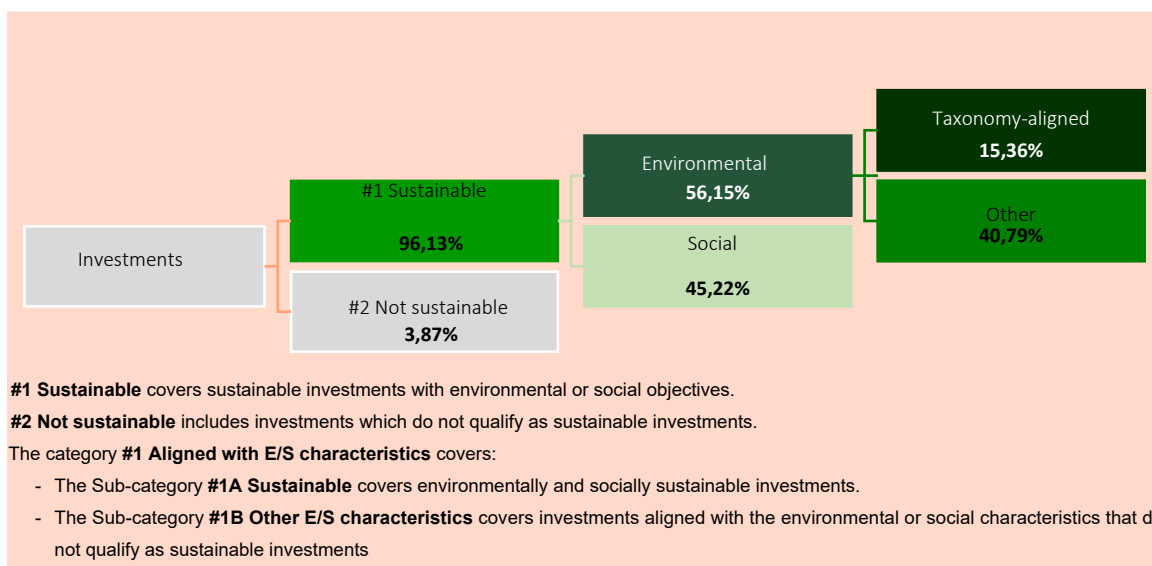 Taxonomy-aligned
15,36%
Environmental
56,15%
#1 Sustainable
96,13%
Other
40,79%
Social
45,22%
Investments
#2 Not sustainable
3,87%
#1 Sustainable covers sustainable investments with environmental or social objectives.
#2 Not sustainable includes investments which do not qualify as sustainable investments.
The category #1 Aligned with E/S characteristics covers:
- The Sub-category #1A Sustainable covers environmentally and socially sustainable investments.
- The Sub-category #1B Other E/S characteristics covers investments aligned with the environmental or social characteristics that d
not qualify as sustainable investments